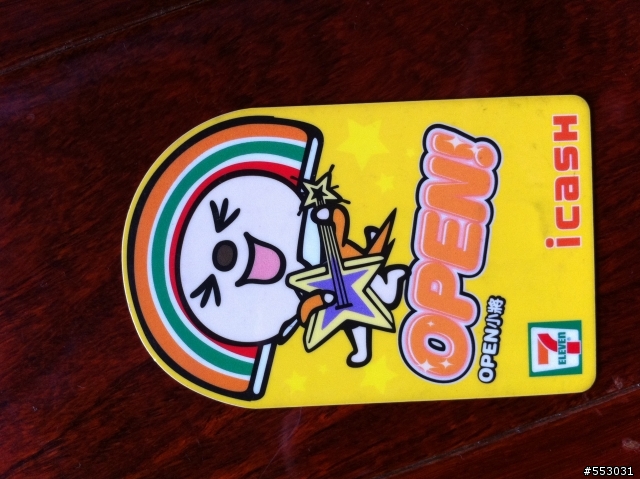 OPEN!
OPEN小將
icash
7
ELEVEN
#553031